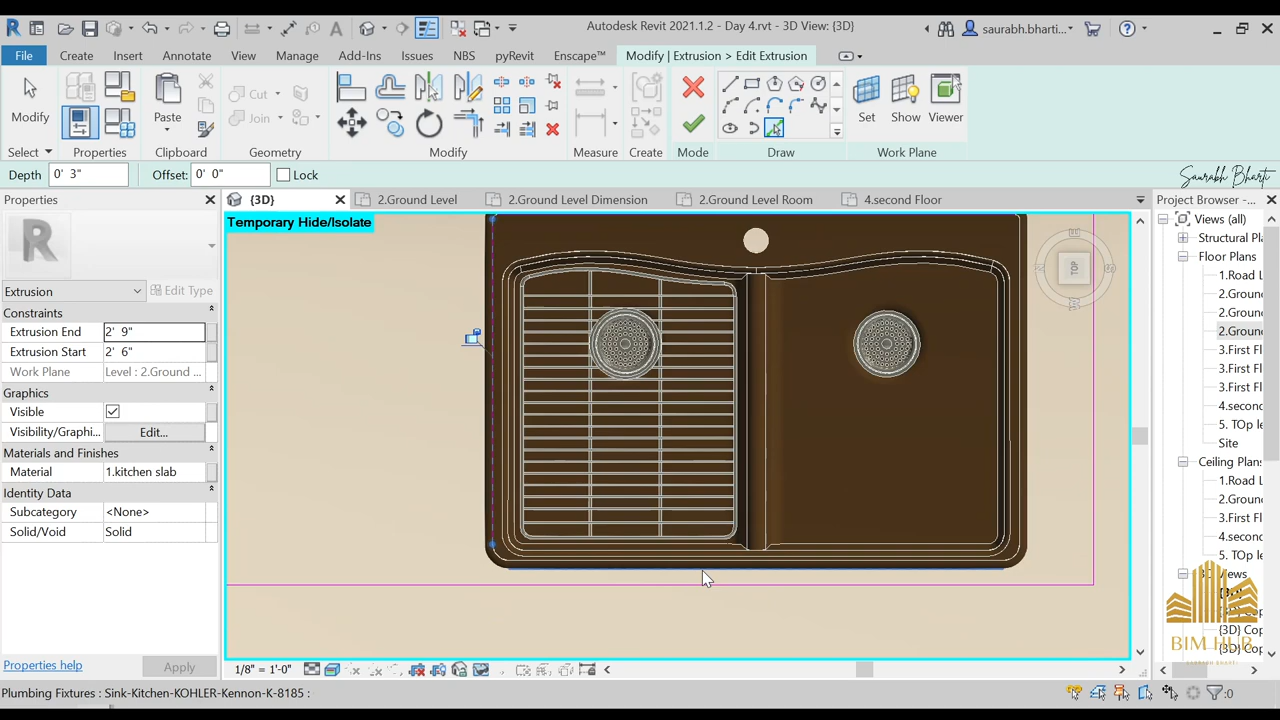 Autodesk Revit 2021.1.2 - Day 4.rvt - 3D View: {3D}
saurabh.bharti...
File Create Insert Annotate View Manage Add-Ins Issues NBS pyRevit Enscape™ Modify | Extrusion > Edit Extrusion
Modify
Paste
Cut
Join
Set Show Viewer
Select Properties Clipboard Geometry Modify Measure Create Mode Draw Work Plane
Depth 0' 3" Offset: 0' 0" Lock
Saurabh Bharti
Properties
{3D} 2.Ground Level 2.Ground Level Dimension 2.Ground Level Room 4.second Floor
Project Browser -...
Temporary Hide/Isolate
TOP
Extrusion Edit Type
Constraints
Extrusion End 2' 9"
Extrusion Start 2' 6"
Work Plane Level : 2.Ground ...
Graphics
Visible
Visibility/Graphi... Edit...
Materials and Finishes
Material 1.kitchen slab
Identity Data
Subcategory <None>
Solid/Void Solid
Views (all)
Structural Pla
Floor Plans
1.Road L
2.Groun
2.Groun
2.Groun
3.First Fl
3.First Fl
3.First Fl
4.second
5. TOp le
Site
Ceiling Plans
1.Road L
2.Groun
3.First Fl
4.second
5. TOp le
3D Views
{3D} Cop
BIM HUB
Properties help Apply
1/8" = 1'-0"
Plumbing Fixtures : Sink-Kitchen-KOHLER-Kennon-K-8185 :
:0